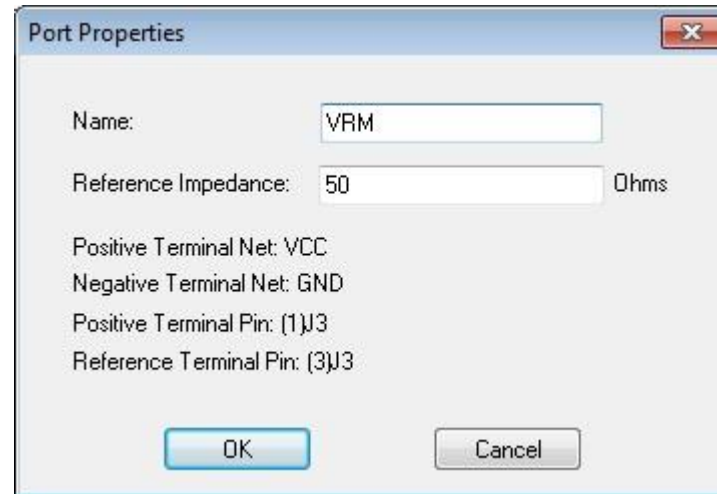 Port Properties
Name: VRM
Reference Impedance: 50 Ohms
Positive Terminal Net: VCC
Negative Terminal Net: GND
Positive Terminal Pin: (1)J3
Reference Terminal Pin: (3)J3
OK Cancel